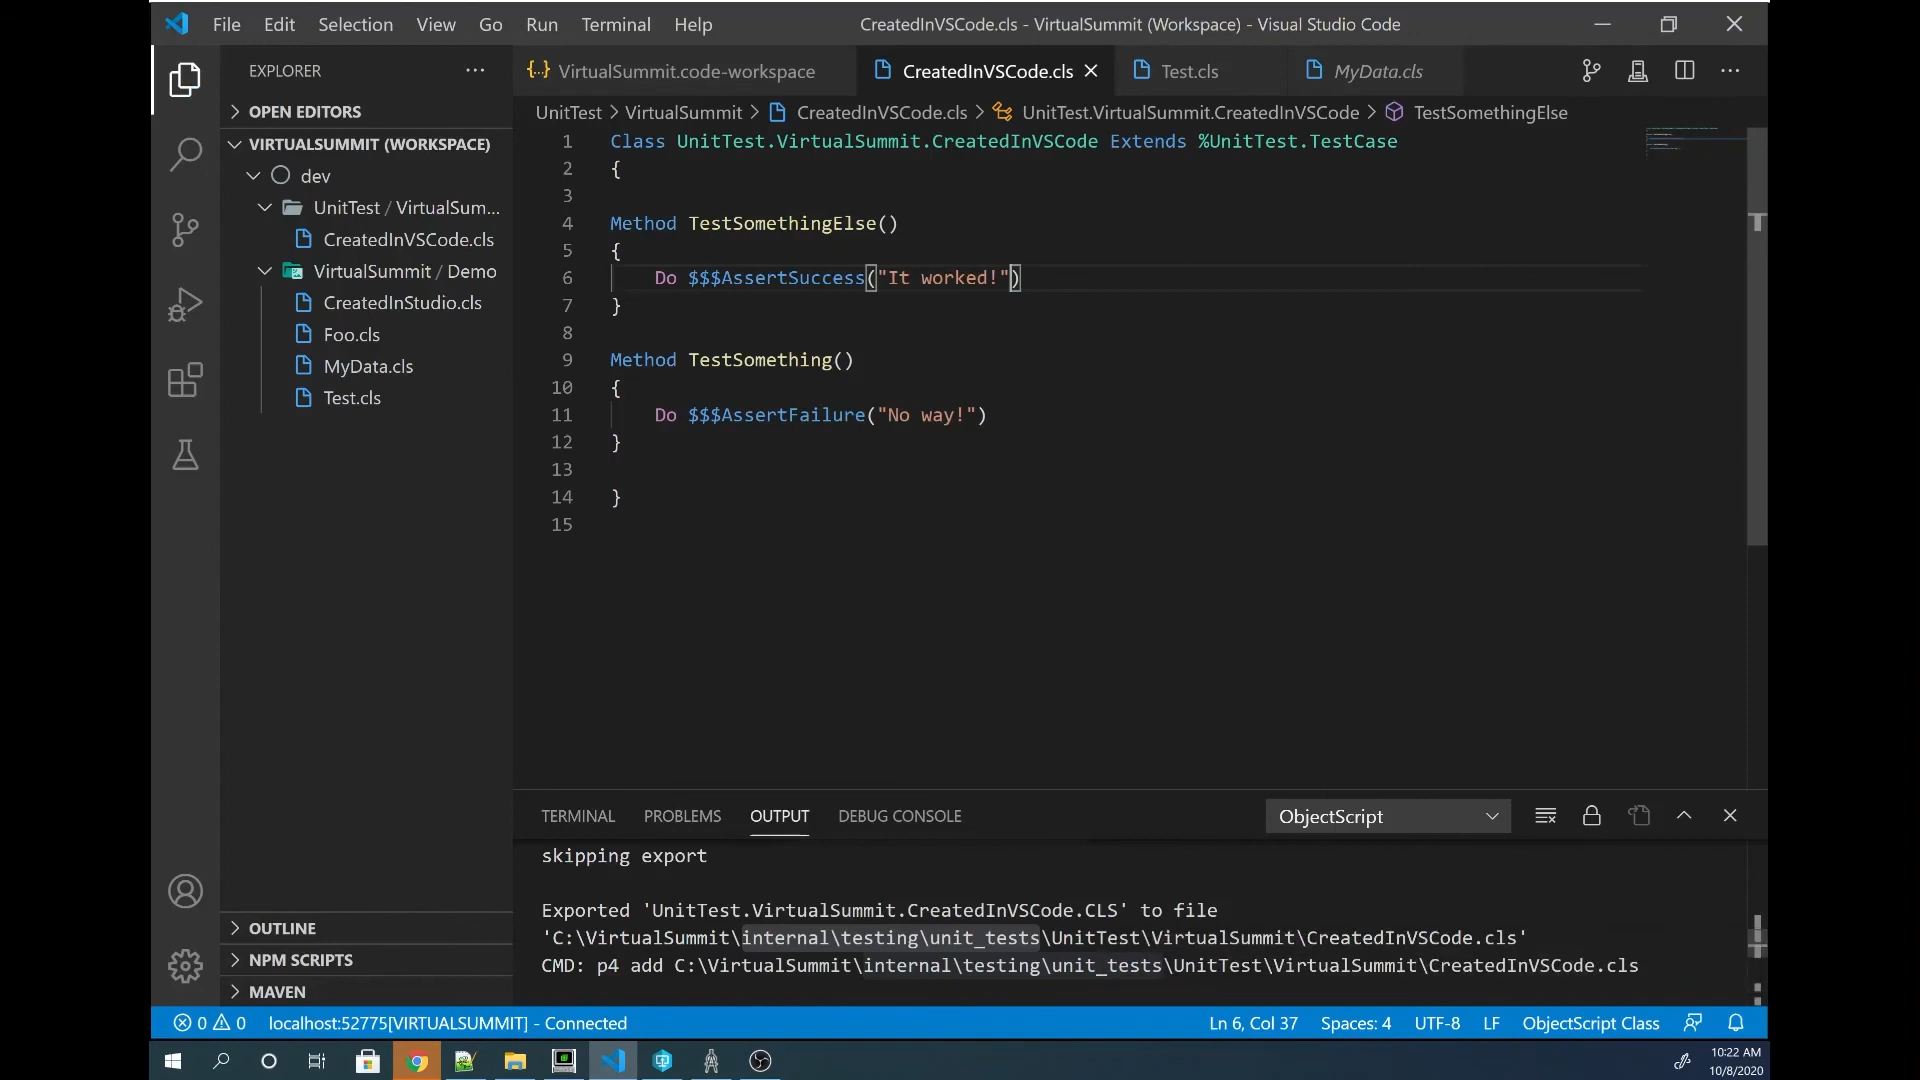 File Edit Selection View Go Run Terminal Help CreatedInVSCode.cls - VirtualSummit (Workspace) - Visual Studio Code
EXPLORER
VirtualSummit.code-workspace CreatedInVSCode.cls Test.cls MyData.cls
OPEN EDITORS
VIRTUALSUMMIT (WORKSPACE)
dev
UnitTest / VirtualSum...
CreatedInVSCode.cls
VirtualSummit / Demo
CreatedInStudio.cls
Foo.cls
MyData.cls
Test.cls
OUTLINE
NPM SCRIPTS
MAVEN
UnitTest > VirtualSummit > CreatedInVSCode.cls > UnitTest.VirtualSummit.CreatedInVSCode > TestSomethingElse
1 Class UnitTest.VirtualSummit.CreatedInVSCode Extends %UnitTest.TestCase
2 {
3
4 Method TestSomethingElse()
5 {
6 Do $$$AssertSuccess("It worked!")
7 }
8
9 Method TestSomething()
10 {
11 Do $$$AssertFailure("No way!")
12 }
13
14 }
15
TERMINAL PROBLEMS OUTPUT DEBUG CONSOLE ObjectScript
skipping export
Exported 'UnitTest.VirtualSummit.CreatedInVSCode.CLS' to file
'C:\VirtualSummit\internal\testing\unit_tests\UnitTest\VirtualSummit\CreatedInVSCode.cls'
CMD: p4 add C:\VirtualSummit\internal\testing\unit_tests\UnitTest\VirtualSummit\CreatedInVSCode.cls
0 0 localhost:52775[VIRTUALSUMMIT] - Connected Ln 6, Col 37 Spaces: 4 UTF-8 LF ObjectScript Class
10:22 AM
10/8/2020